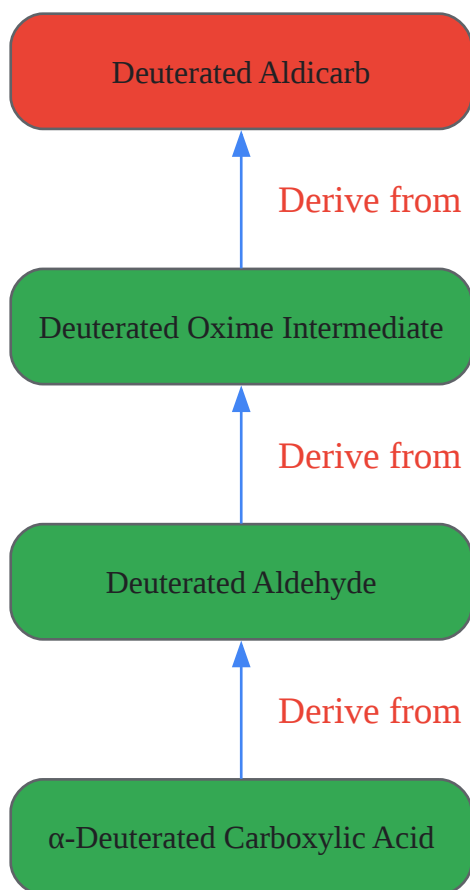 Deuterated Aldicarb
Derive from
Deuterated Oxime Intermediate
Derive from
Deuterated Aldehyde
Derive from
α-Deuterated Carboxylic Acid